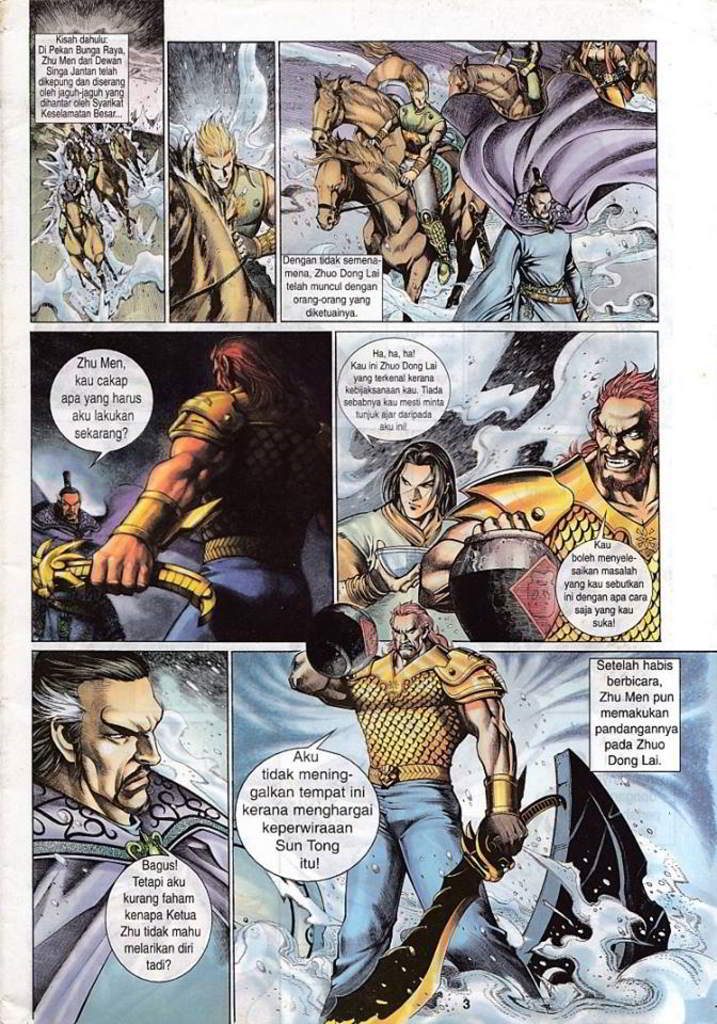 Kisah dahulu:
Di Pekan Bunga Raya,
Zhu Men dari Dewan
Singa Jantan telah
dikepung dan diserang
oleh jaguh-jaguh yang
dihantar oleh Syarikat
Keselamatan Besar...
Dengan tidak semena-
mena, Zhuo Dong Lai
telah muncul dengan
orang-orang yang
diketuainya.
Zhu Men,
kau cakap
apa yang harus
aku lakukan
sekarang?
Ha, ha, ha!
Kau ini Zhuo Dong Lai
yang terkenal kerana
kebijaksanaan kau. Tiada
sebabnya kau mesti minta
tunjuk ajar daripada
aku ini!
Kau
boleh menyele-
saikan masalah
yang kau sebutkan
ini dengan apa cara
saja yang kau
suka!
Bagus!
Tetapi aku
kurang faham
kenapa Ketua
Zhu tidak mahu
melarikan diri
tadi?
Aku
tidak mening-
galkan tempat ini
kerana menghargai
keperwiraaan
Sun Tong
itu!
Setelah habis
berbicara,
Zhu Men pun
memakukan
pandangannya
pada Zhuo
Dong Lai.
3